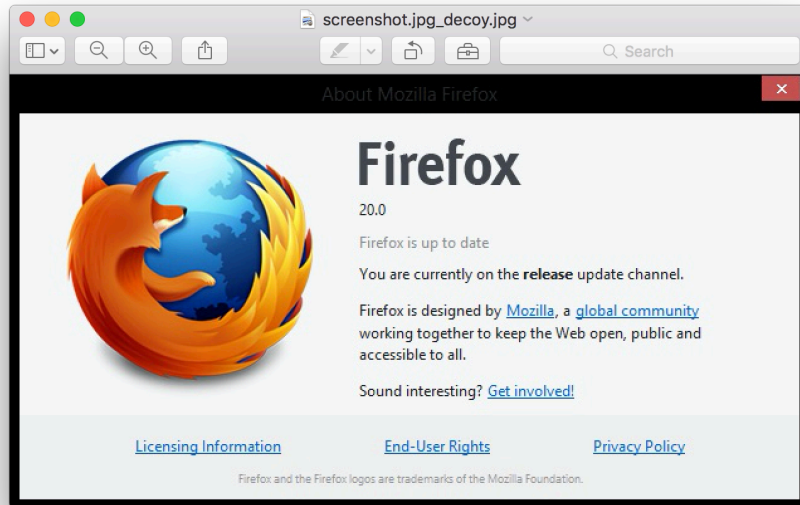 screenshot.jpg_decoy.jpg
Search
About Mozilla Firefox
Firefox
20.0
Firefox is up to date
You are currently on the release update channel.
Firefox is designed by Mozilla, a global community
working together to keep the Web open, public and
accessible to all.
Sound interesting? Get involved!
Licensing Information End-User Rights Privacy Policy
Firefox and the Firefox logos are trademarks of the Mozilla Foundation.